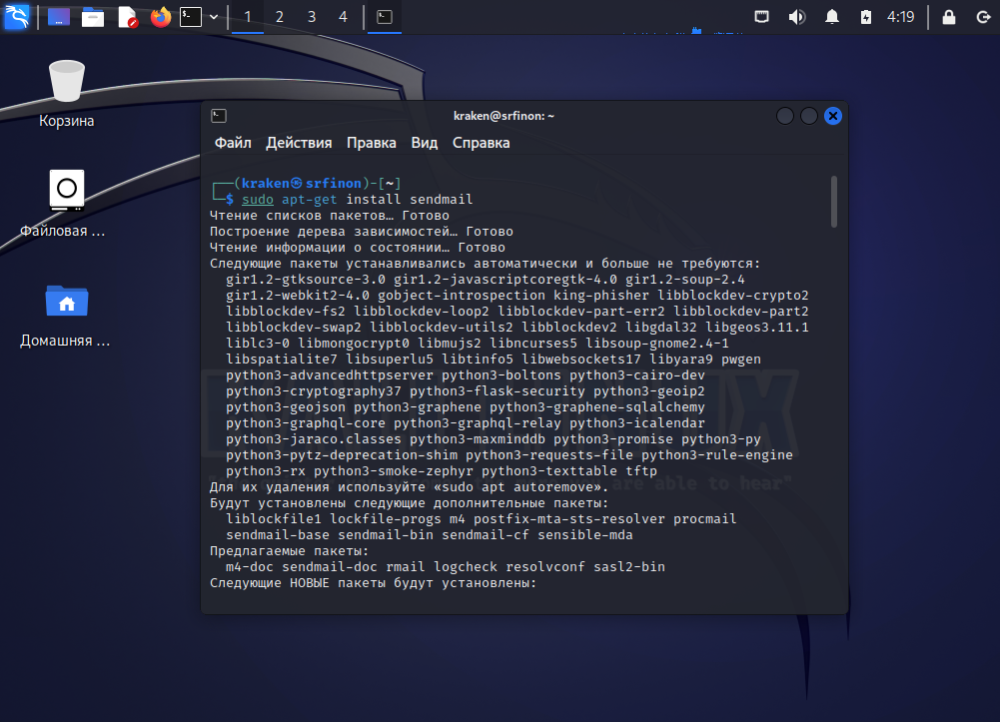 1 2 3 4 4:19
Корзина
Файловая ...
Домашняя ...
kraken@srfinon: ~
Файл Действия Правка Вид Справка
┌──(kraken㉿srfinon)-[~]
└─$ sudo apt-get install sendmail
Чтение списков пакетов… Готово
Построение дерева зависимостей… Готово
Чтение информации о состоянии… Готово
Следующие пакеты устанавливались автоматически и больше не требуются:
gir1.2-gtksource-3.0 gir1.2-javascriptcoregtk-4.0 gir1.2-soup-2.4
gir1.2-webkit2-4.0 gobject-introspection king-phisher libblockdev-crypto2
libblockdev-fs2 libblockdev-loop2 libblockdev-part-err2 libblockdev-part2
libblockdev-swap2 libblockdev-utils2 libblockdev2 libgdal32 libgeos3.11.1
liblc3-0 libmongocrypt0 libmujs2 libncurses5 libsoup-gnome2.4-1
libspatialite7 libsuperlu5 libtinfo5 libwebsockets17 libyara9 pwgen
python3-advancedhttpserver python3-boltons python3-cairo-dev
python3-cryptography37 python3-flask-security python3-geoip2
python3-geojson python3-graphene python3-graphene-sqlalchemy
python3-graphql-core python3-graphql-relay python3-icalendar
python3-jaraco.classes python3-maxminddb python3-promise python3-py
python3-pytz-deprecation-shim python3-requests-file python3-rule-engine
python3-rx python3-smoke-zephyr python3-texttable tftp
Для их удаления используйте «sudo apt autoremove».
Будут установлены следующие дополнительные пакеты:
liblockfile1 lockfile-progs m4 postfix-mta-sts-resolver procmail
sendmail-base sendmail-bin sendmail-cf sensible-mda
Предлагаемые пакеты:
m4-doc sendmail-doc rmail logcheck resolvconf sasl2-bin
Следующие НОВЫЕ пакеты будут установлены:
are able to hear"